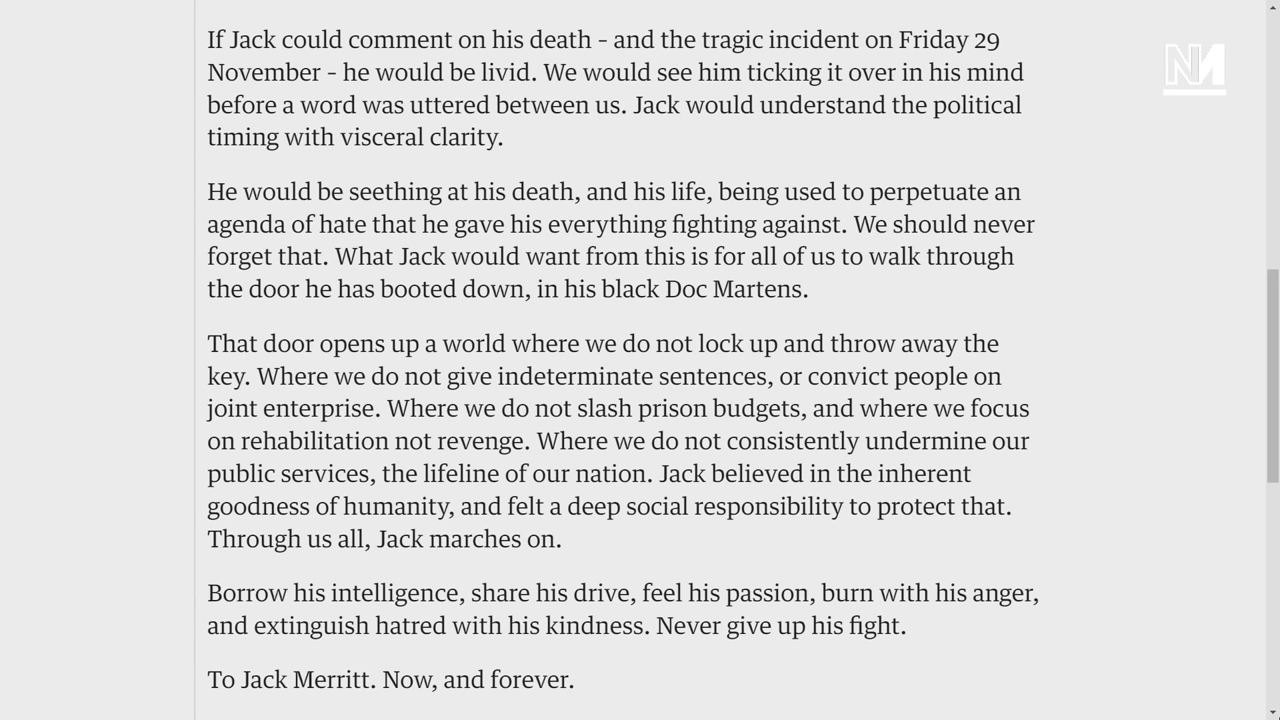 If Jack could comment on his death – and the tragic incident on Friday 29
November – he would be livid. We would see him ticking it over in his mind
before a word was uttered between us. Jack would understand the political
timing with visceral clarity.
He would be seething at his death, and his life, being used to perpetuate an
agenda of hate that he gave his everything fighting against. We should never
forget that. What Jack would want from this is for all of us to walk through
the door he has booted down, in his black Doc Martens.
That door opens up a world where we do not lock up and throw away the
key. Where we do not give indeterminate sentences, or convict people on
joint enterprise. Where we do not slash prison budgets, and where we focus
on rehabilitation not revenge. Where we do not consistently undermine our
public services, the lifeline of our nation. Jack believed in the inherent
goodness of humanity, and felt a deep social responsibility to protect that.
Through us all, Jack marches on.
Borrow his intelligence, share his drive, feel his passion, burn with his anger,
and extinguish hatred with his kindness. Never give up his fight.
To Jack Merritt. Now, and forever.
NM